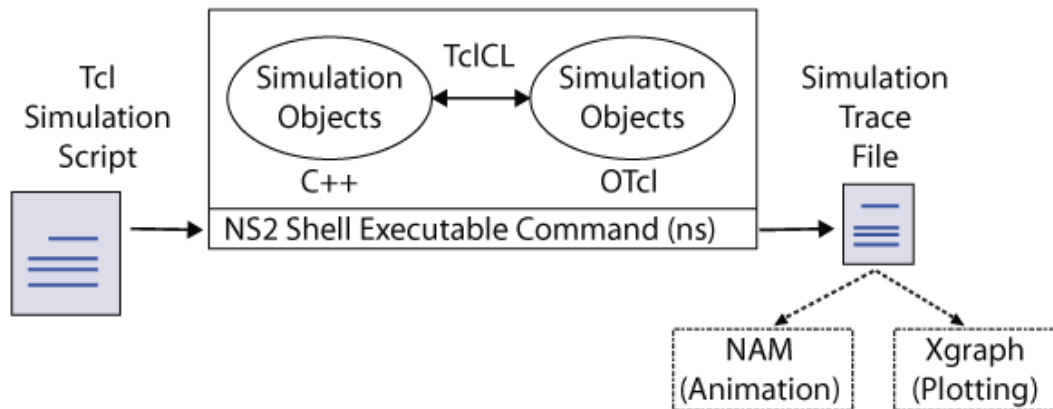 Tcl
Simulation
Script
TclCL
Simulation
Objects
Simulation
Objects
C++
OTcl
NS2 Shell Executable Command (ns)
Simulation
Trace
File
NAM
(Animation)
Xgraph
(Plotting)